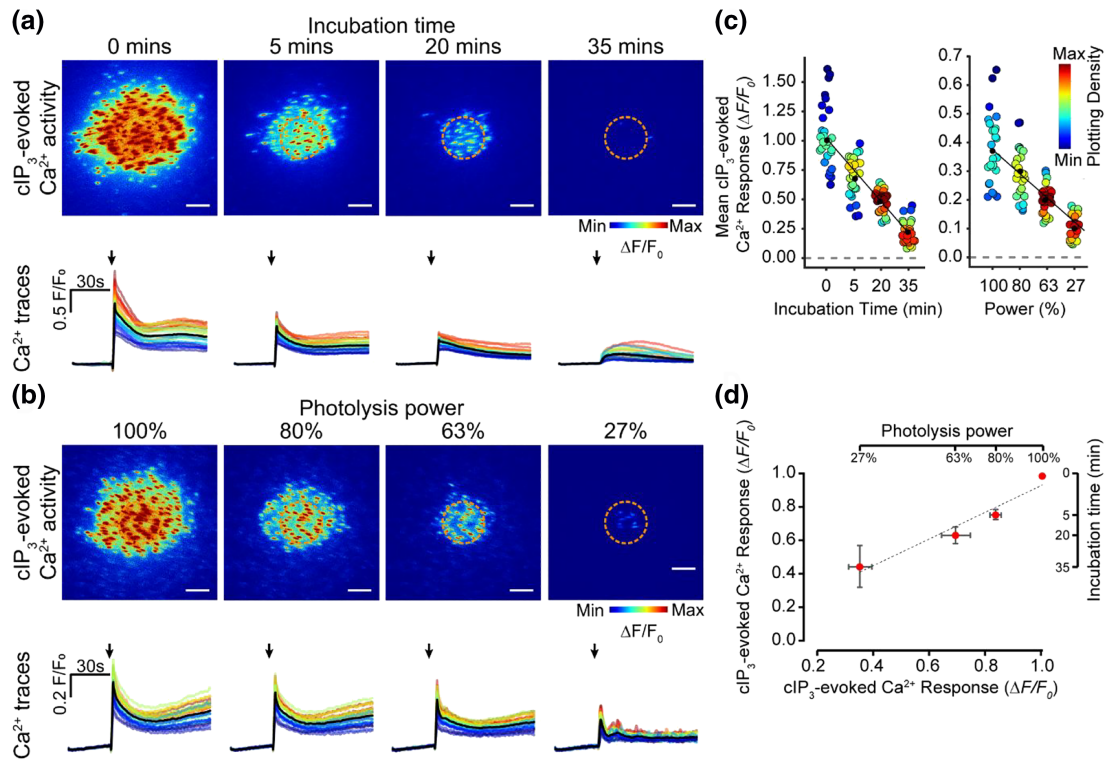 (a)
Incubation time
0 mins 5 mins 20 mins 35 mins
cIP₃-evoked
Ca²⁺ activity
Min Max
ΔF/F₀
Ca²⁺ traces
30s
0.5 F/F₀
(b)
Photolysis power
100% 80% 63% 27%
cIP₃-evoked
Ca²⁺ activity
Min Max
ΔF/F₀
Ca²⁺ traces
30s
0.2 F/F₀
(c)
Mean cIP₃-evoked
Ca²⁺ Response (ΔF/F₀)
1.50
1.25
1.00
0.75
0.50
0.25
0.00
0 5 20 35
Incubation Time (min)
0.7
0.6
0.5
0.4
0.3
0.2
0.1
0.0
100 80 63 27
Power (%)
Max
Min
Plotting Density
(d)
Photolysis power
27% 63% 80% 100%
cIP₃-evoked Ca²⁺ Response (ΔF/F₀)
1.0
0.8
0.6
0.4
0.2
0.0
0.2 0.4 0.6 0.8 1.0
cIP₃-evoked Ca²⁺ Response (ΔF/F₀)
0
5
20
35
Incubation time (min)